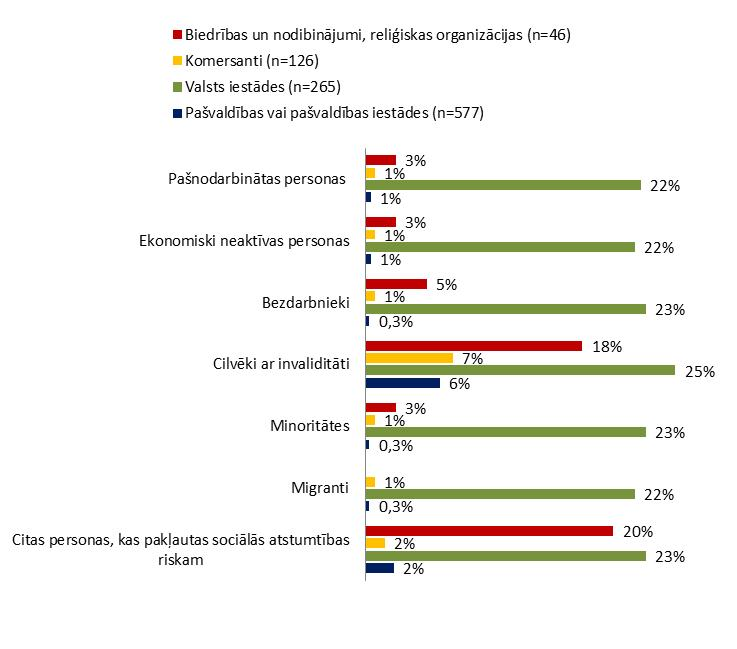 Biedrības un nodibinājumi, reliģiskas organizācijas (n=46)
Komersanti (n=126)
Valsts iestādes (n=265)
Pašvaldības vai pašvaldības iestādes (n=577)
Pašnodarbinātas personas
3%
1%
22%
1%
Ekonomiski neaktīvas personas
3%
1%
22%
1%
Bezdarbnieki
5%
1%
23%
0,3%
Cilvēki ar invaliditāti
18%
7%
25%
6%
Minoritātes
3%
1%
23%
0,3%
Migranti
1%
22%
0,3%
Citas personas, kas pakļautas sociālās atstumtības
riskam
20%
2%
23%
2%